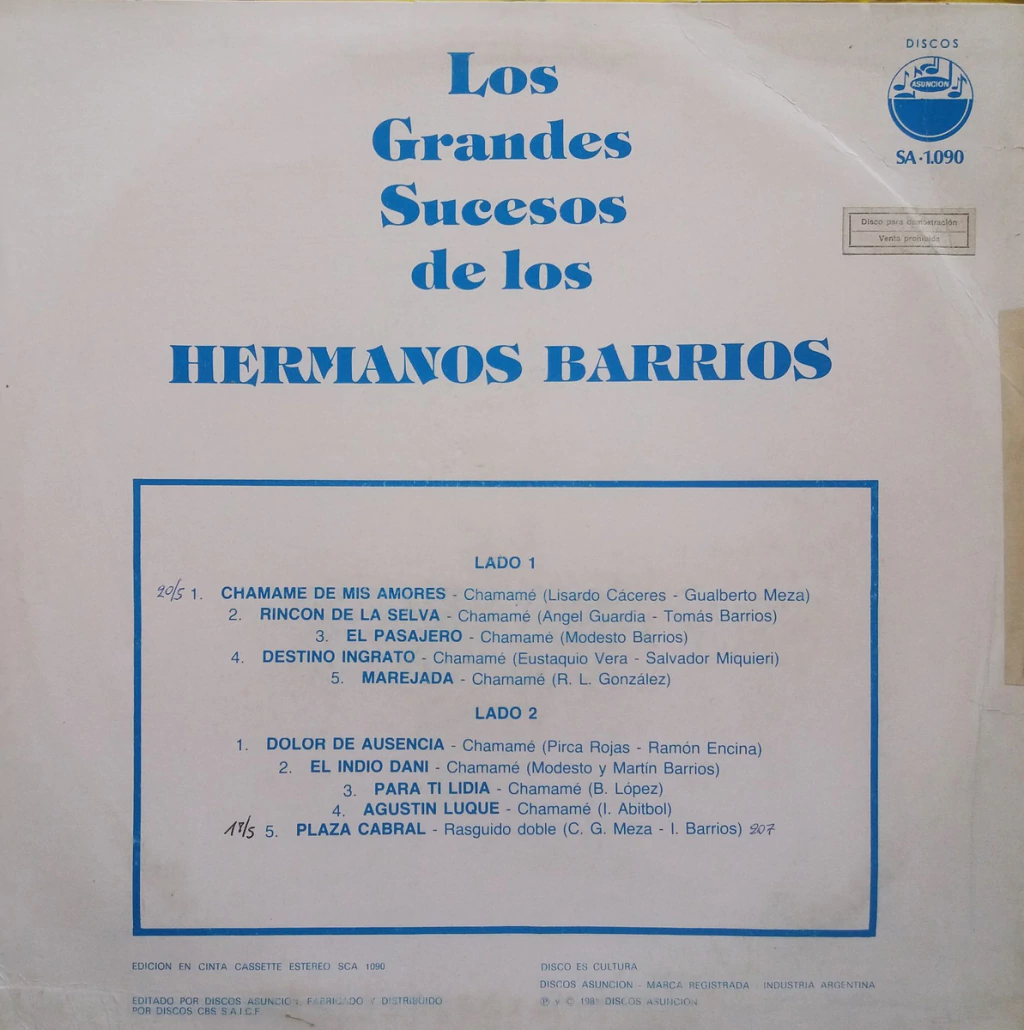 DISCOS
ASUNCION
SA-1.090
Los
Grandes
Sucesos
de los
HERMANOS BARRIOS
Disco para demostración
Venta prohibida
LADO 1
20/5 1. CHAMAME DE MIS AMORES - Chamamé (Lisardo Cáceres - Gualberto Meza)
2. RINCON DE LA SELVA - Chamamé (Angel Guardia - Tomás Barrios)
3. EL PASAJERO - Chamamé (Modesto Barrios)
4. DESTINO INGRATO - Chamamé (Eustaquio Vera - Salvador Miquieri)
5. MAREJADA - Chamamé (R. L. González)
LADO 2
1. DOLOR DE AUSENCIA - Chamamé (Pirca Rojas - Ramón Encina)
2. EL INDIO DANI - Chamamé (Modesto y Martín Barrios)
3. PARA TI LIDIA - Chamamé (B. López)
4. AGUSTIN LUQUE - Chamamé (I. Abitbol)
17/5 5. PLAZA CABRAL - Rasguido doble (C. G. Meza - I. Barrios) 207
EDICION EN CINTA CASSETTE ESTEREO SCA 1090
EDITADO POR DISCOS ASUNCION, FABRICADO Y DISTRIBUIDO
POR DISCOS CBS S.A.I.C.F.
DISCO ES CULTURA
DISCOS ASUNCION - MARCA REGISTRADA - INDUSTRIA ARGENTINA
℗ y © 1981 DISCOS ASUNCION